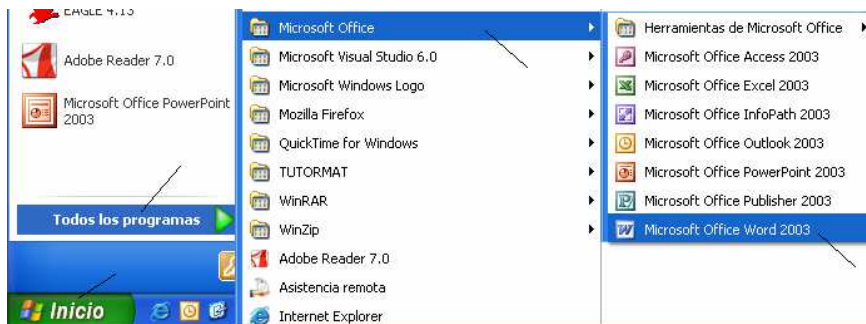 EAGLE 4.13
Adobe Reader 7.0
Microsoft Office PowerPoint
2003
Todos los programas
Inicio
Microsoft Office
Microsoft Visual Studio 6.0
Microsoft Windows Logo
Mozilla Firefox
QuickTime for Windows
TUTORMAT
WinRAR
WinZip
Adobe Reader 7.0
Asistencia remota
Internet Explorer
Herramientas de Microsoft Office
Microsoft Office Access 2003
Microsoft Office Excel 2003
Microsoft Office InfoPath 2003
Microsoft Office Outlook 2003
Microsoft Office PowerPoint 2003
Microsoft Office Publisher 2003
Microsoft Office Word 2003